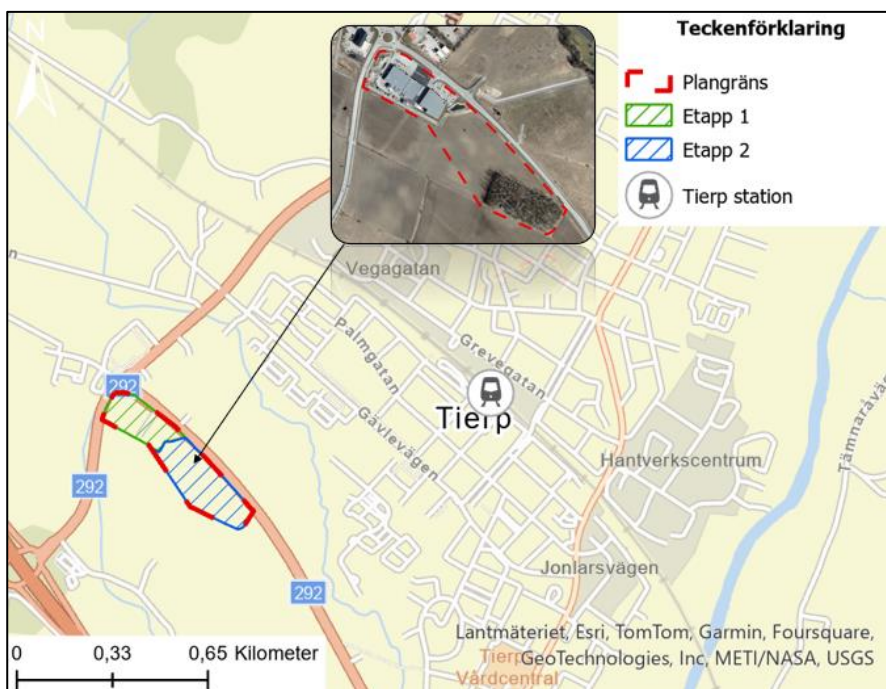 N
Teckenförklaring
Plangräns
Etapp 1
Etapp 2
Tierp station
Vegagatan
Palmgatan
Grevegatan
Gävlevägen
Tierp
Hantverkscentrum
Tämnaråväg
Jonlarsvägen
292
292
292
0 0,33 0,65 Kilometer
Tierp
Vårdcentral
Lantmäteriet, Esri, TomTom, Garmin, Foursquare,
GeoTechnologies, Inc, METI/NASA, USGS